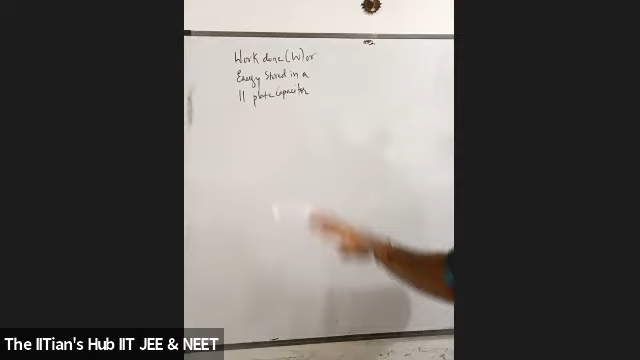 Work done (W) or
Energy Stored in a
|| plate Capacitor
The IITian's Hub IIT JEE & NEET